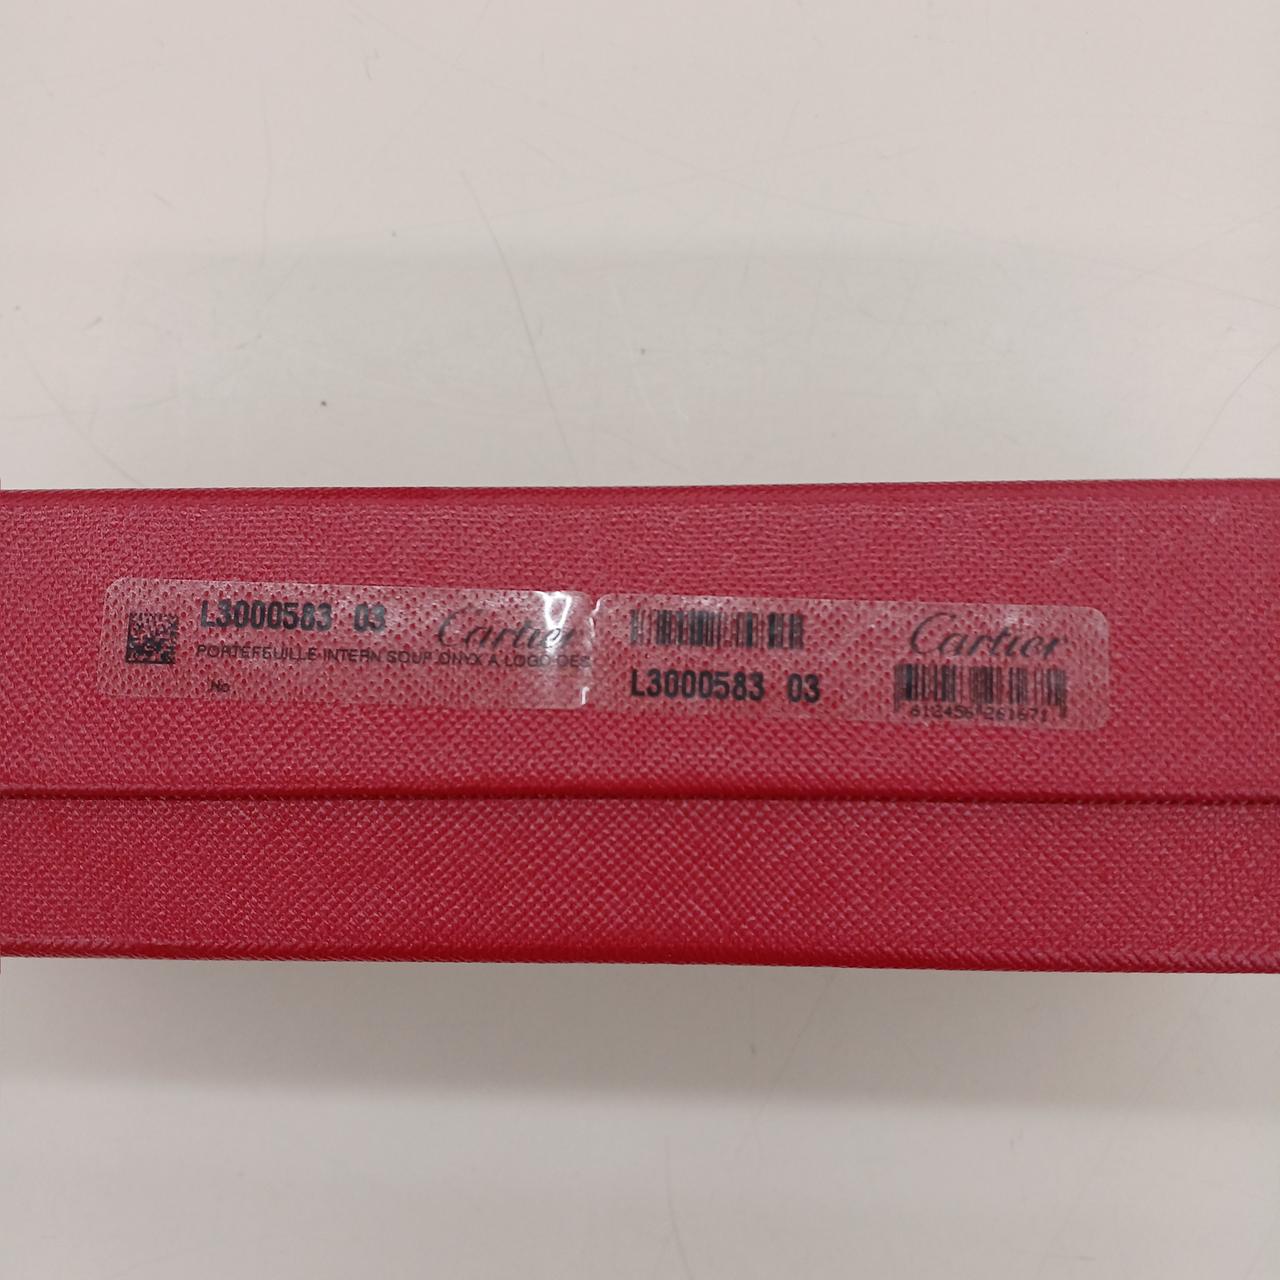 L3000583 03
Cartier
PORTEFEUILLE INTERN SOUP ONYX A LOGO DES
No
L3000583 03
Cartier